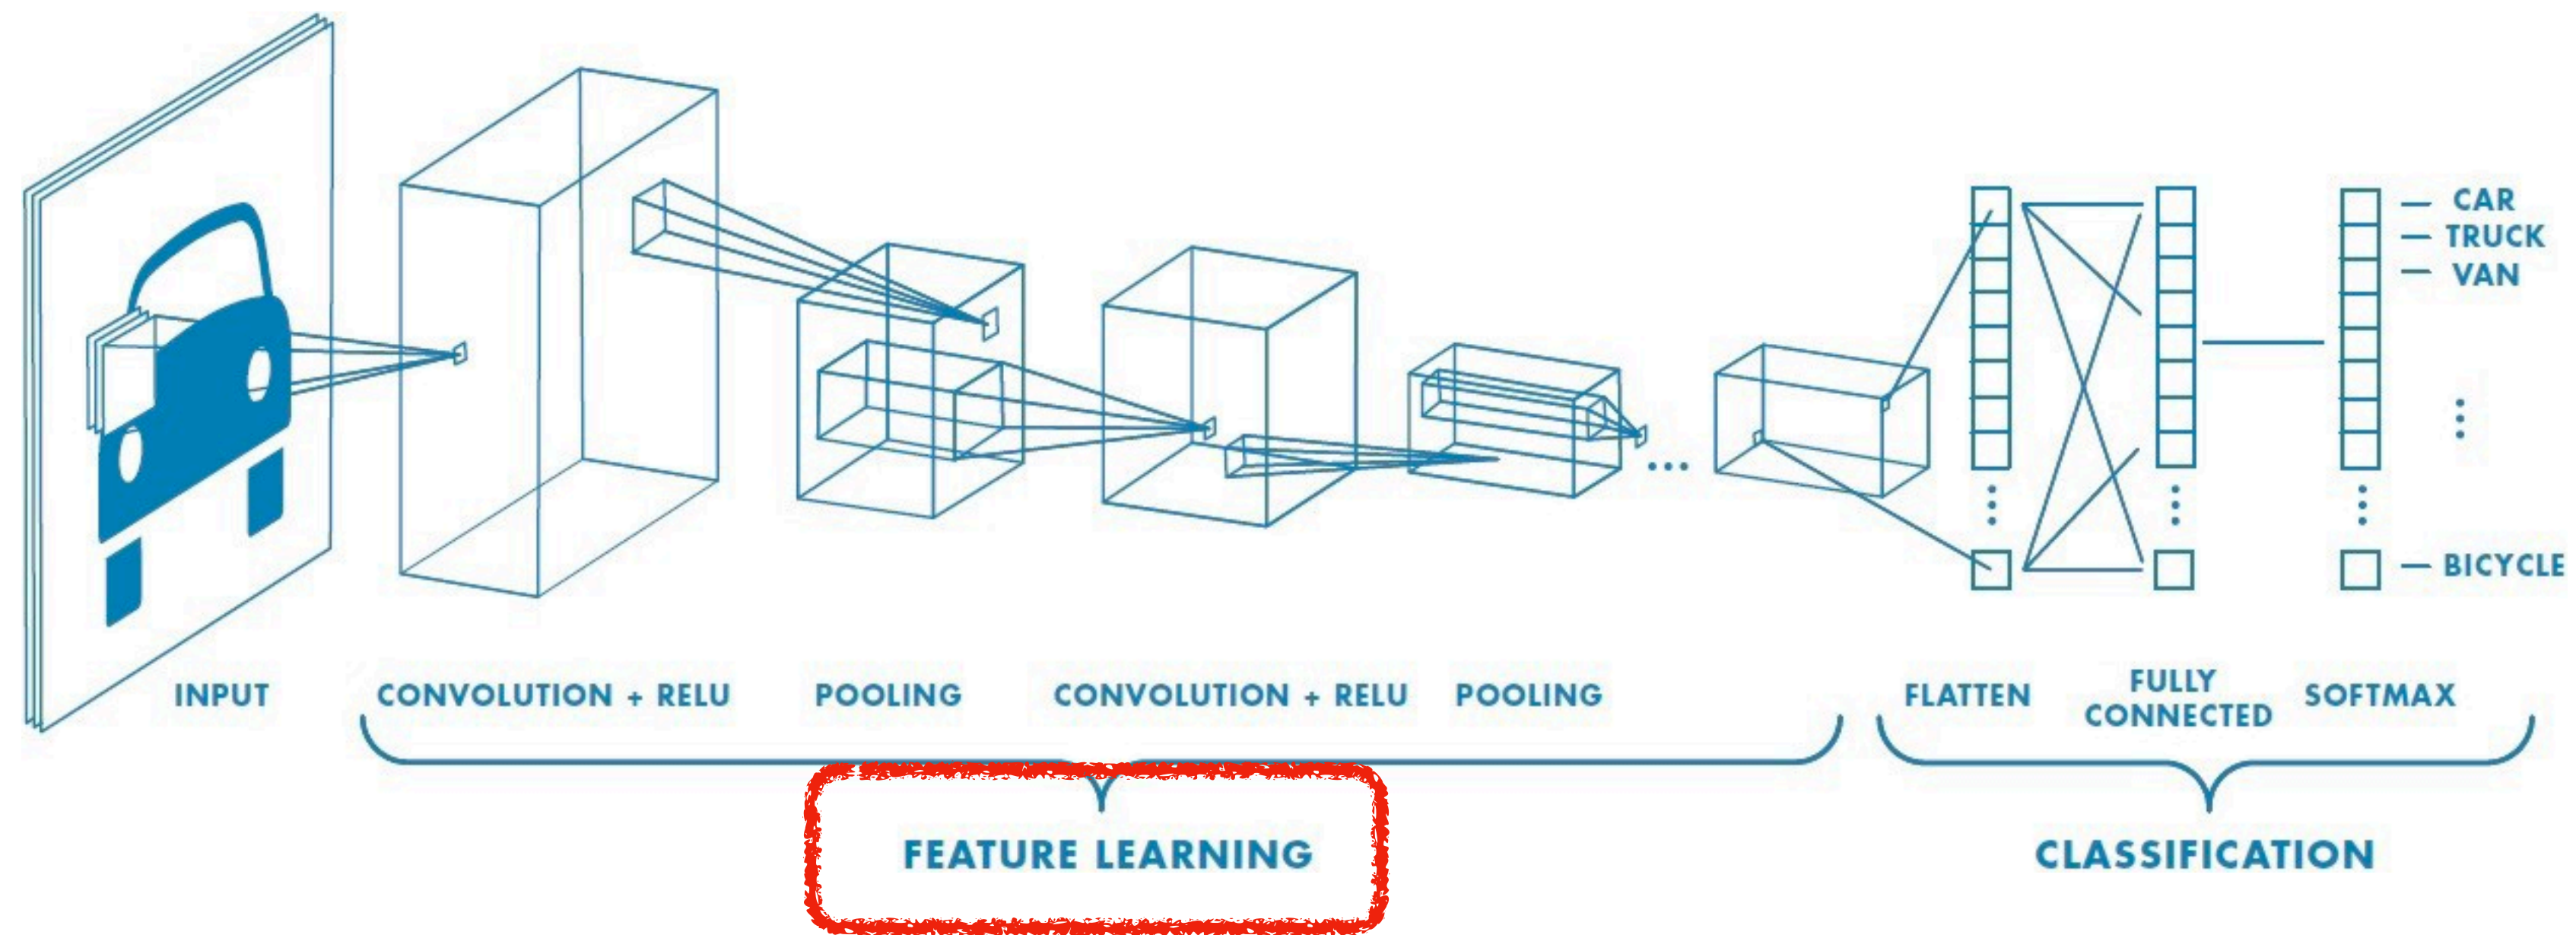 CAR
TRUCK
VAN
BICYCLE
INPUT
CONVOLUTION + RELU
POOLING
CONVOLUTION + RELU
POOLING
FLATTEN
FULLY
CONNECTED
SOFTMAX
FEATURE LEARNING
CLASSIFICATION